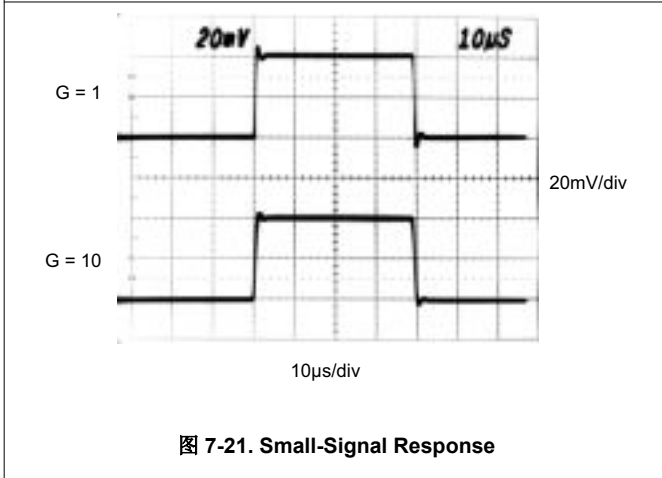 20mV 10µS
G = 1
20mV/div
G = 10
10µs/div
图 7-21. Small-Signal Response